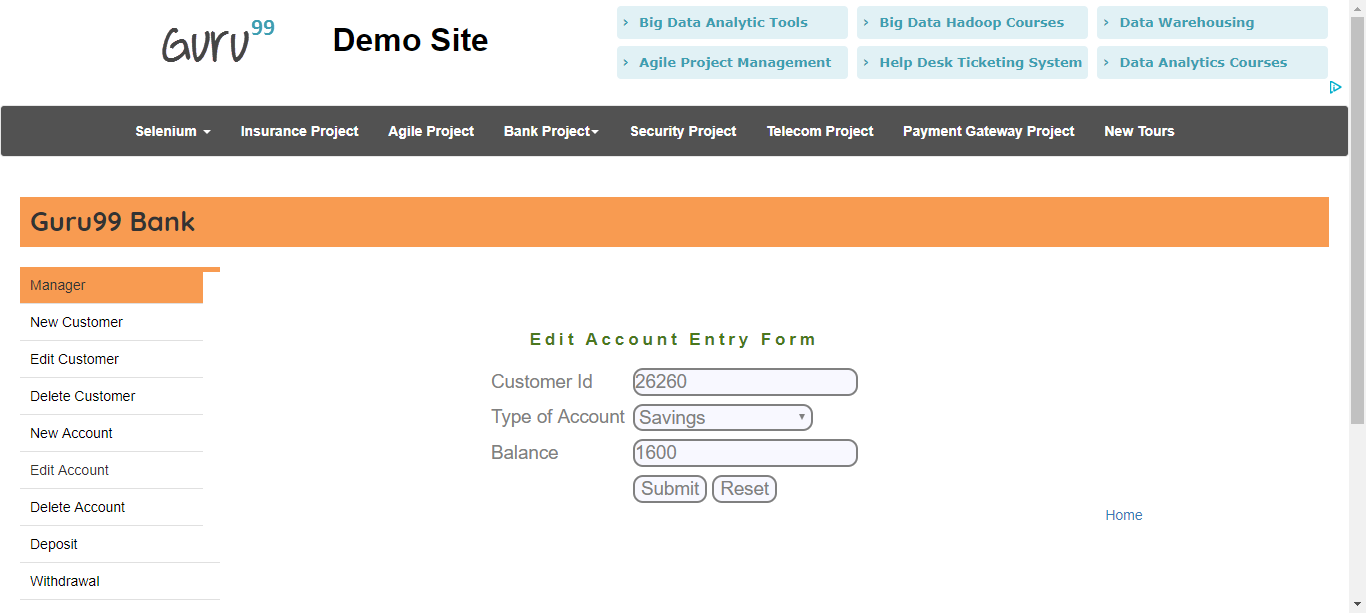 Guru99
Demo Site
Big Data Analytic Tools
Big Data Hadoop Courses
Data Warehousing
Agile Project Management
Help Desk Ticketing System
Data Analytics Courses
Selenium Insurance Project Agile Project Bank Project Security Project Telecom Project Payment Gateway Project New Tours
Guru99 Bank
Manager
New Customer
Edit Customer
Delete Customer
New Account
Edit Account
Delete Account
Deposit
Withdrawal
Edit Account Entry Form
Customer Id 26260
Type of Account Savings
Balance 1600
Submit Reset
Home